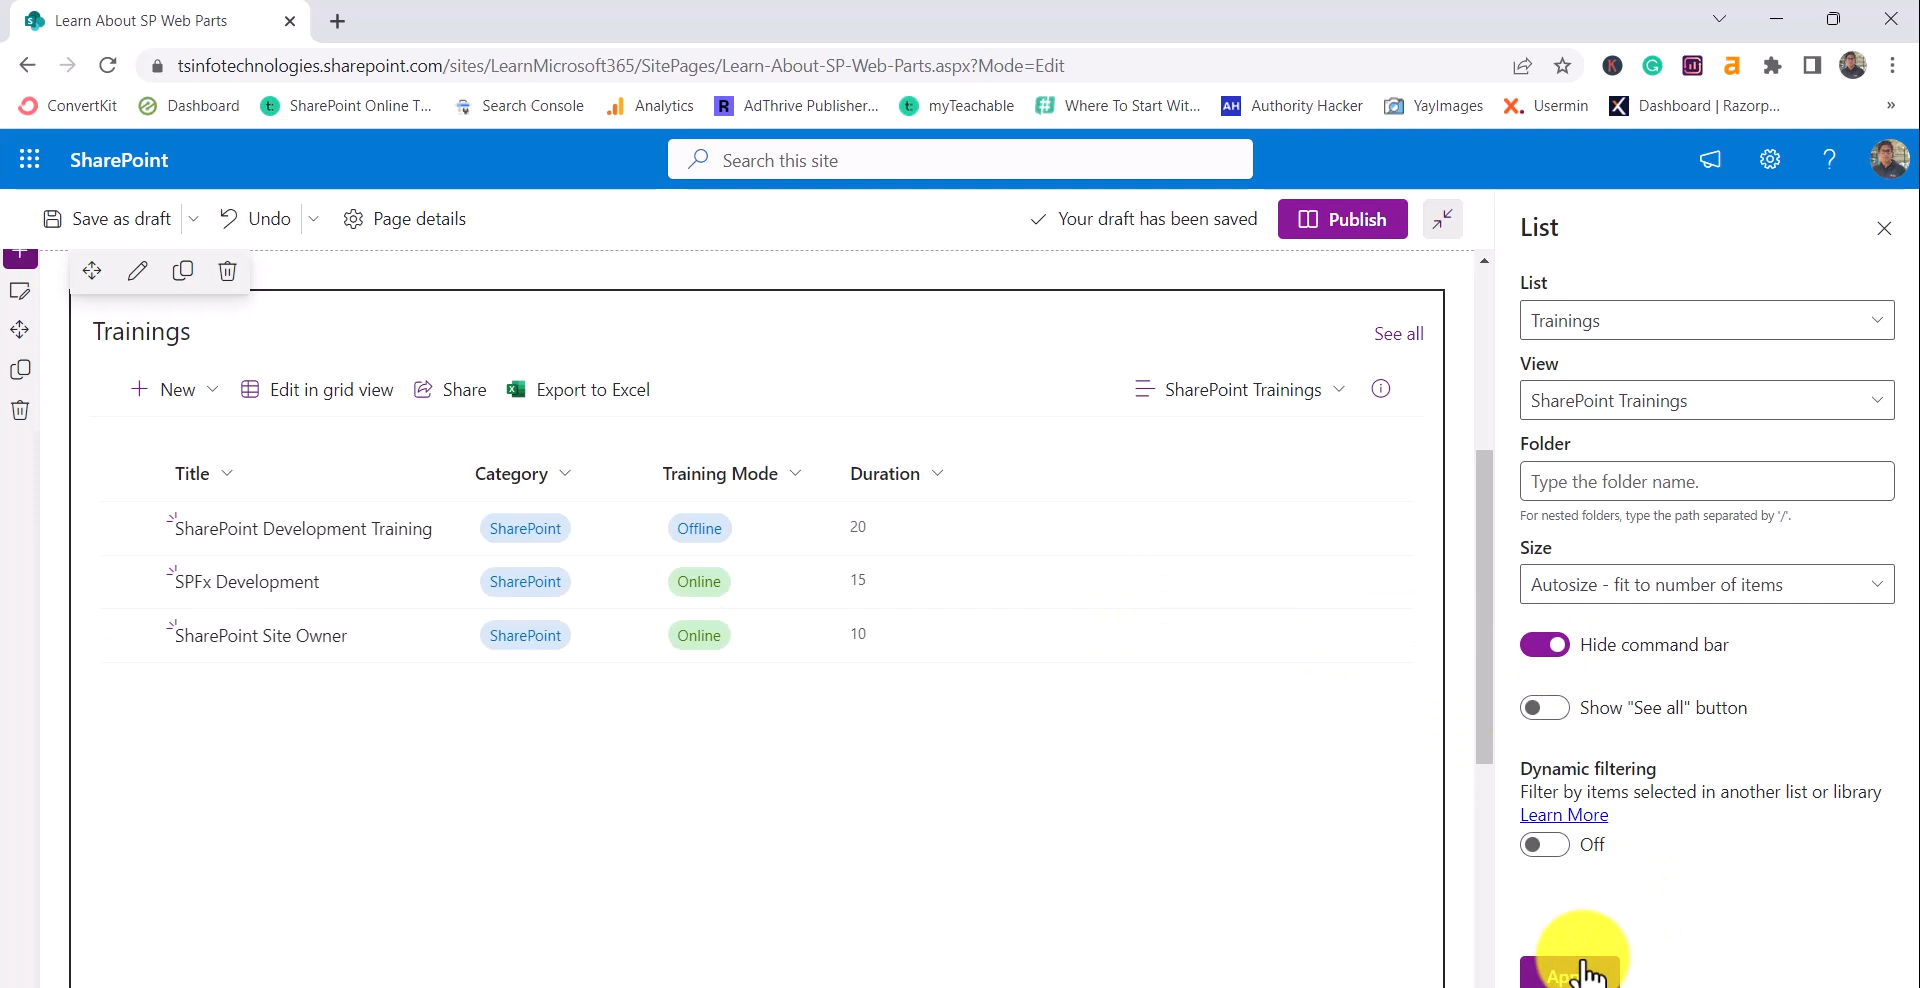 Learn About SP Web Parts
tsinfotechnologies.sharepoint.com/sites/LearnMicrosoft365/SitePages/Learn-About-SP-Web-Parts.aspx?Mode=Edit
ConvertKit Dashboard SharePoint Online T... Search Console Analytics AdThrive Publisher... myTeachable Where To Start Wit... AH Authority Hacker YayImages Usermin Dashboard | Razorp... »
SharePoint Search this site ?
Save as draft Undo Page details Your draft has been saved Publish
List
List
Trainings
View
SharePoint Trainings
Folder
Type the folder name.
For nested folders, type the path separated by '/'.
Size
Autosize - fit to number of items
Hide command bar
Show "See all" button
Dynamic filtering
Filter by items selected in another list or library
Learn More
Off
Trainings See all
New Edit in grid view Share Export to Excel SharePoint Trainings
Title Category Training Mode Duration
SharePoint Development Training SharePoint Offline 20
SPFx Development SharePoint Online 15
SharePoint Site Owner SharePoint Online 10